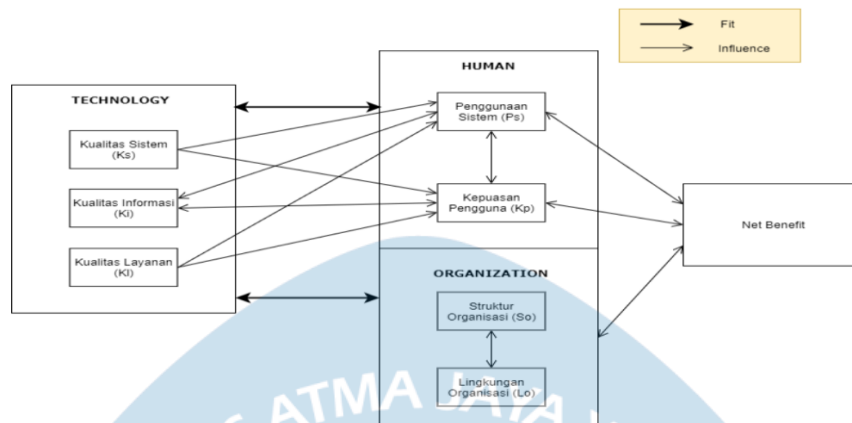 Fit
Influence
HUMAN
TECHNOLOGY
Penggunaan
Sistem (Ps)
Kualitas Sistem
(Ks)
Kualitas Informasi
(Ki)
Kepuasan
Pengguna (Kp)
Net Benefit
Kualitas Layanan
(Kl)
ORGANIZATION
Struktur
Organisasi (So)
Lingkungan
Organisasi (Lo)
ATMA JAYA